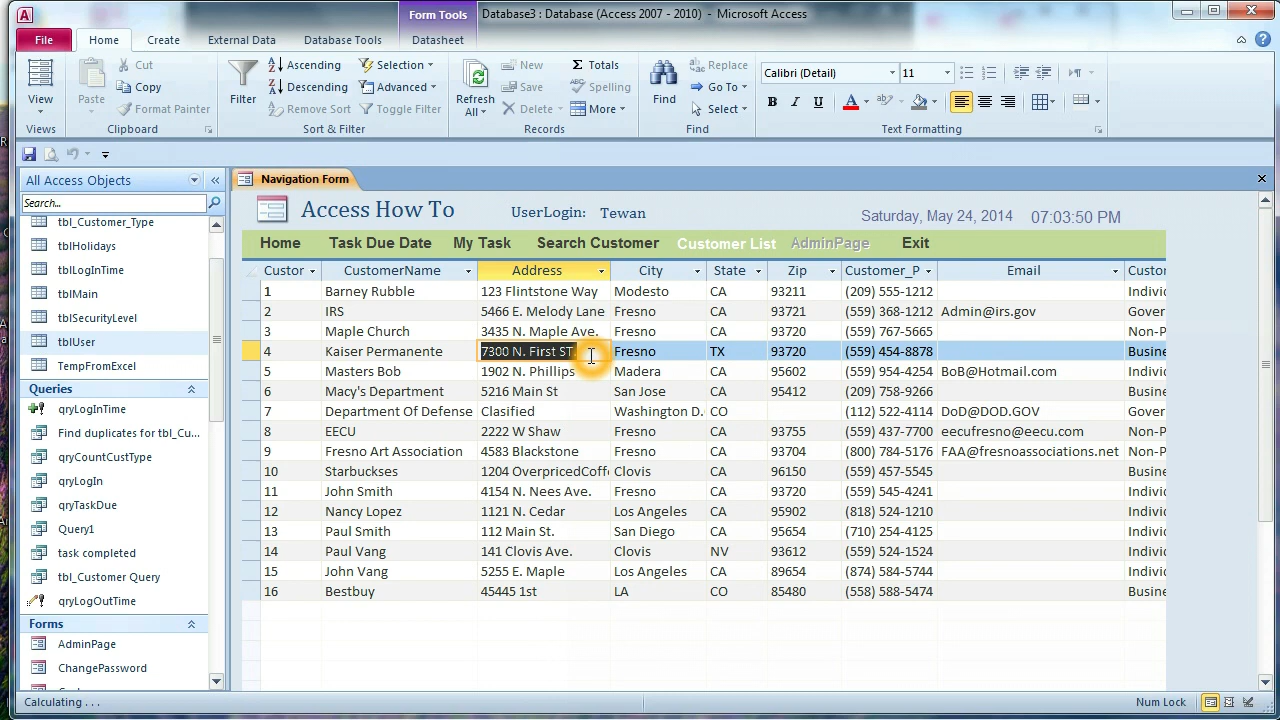 Form Tools
Database3 : Database (Access 2007 - 2010) - Microsoft Access
File Home Create External Data Database Tools Datasheet
View
Views
Paste
Cut
Copy
Format Painter
Clipboard
Filter
Ascending
Descending
Remove Sort
Selection
Advanced
Toggle Filter
Sort & Filter
Refresh
All
New
Save
Delete
Totals
Spelling
More
Records
Find
Replace
Go To
Select
Find
Calibri (Detail) 11
B I U A
Text Formatting
All Access Objects
Search...
tbl_Customer_Type
tblHolidays
tblLogInTime
tblMain
tblSecurityLevel
tblUser
TempFromExcel
Queries
qryLogInTime
Find duplicates for tbl_Cu...
qryCountCustType
qryLogIn
qryTaskDue
Query1
task completed
tbl_Customer Query
qryLogOutTime
Forms
AdminPage
ChangePassword
Navigation Form
Access How To UserLogin: Tewan Saturday, May 24, 2014 07:03:50 PM
Home Task Due Date My Task Search Customer Customer List AdminPage Exit
Custor CustomerName Address City State Zip Customer_P Email Custor
1 Barney Rubble 123 Flintstone Way Modesto CA 93211 (209) 555-1212 Indivi
2 IRS 5466 E. Melody Lane Fresno CA 93721 (559) 368-1212 Admin@irs.gov Gover
3 Maple Church 3435 N. Maple Ave. Fresno CA 93720 (559) 767-5665 Non-P
4 Kaiser Permanente 7300 N. First ST Fresno TX 93720 (559) 454-8878 Busine
5 Masters Bob 1902 N. Phillips Madera CA 95602 (559) 954-4254 BoB@Hotmail.com Indivi
6 Macy's Department 5216 Main St San Jose CA 95412 (209) 758-9266 Busine
7 Department Of Defense Clasified Washington D. CO (112) 522-4114 DoD@DOD.GOV Gover
8 EECU 2222 W Shaw Fresno CA 93755 (559) 437-7700 eecufresno@eecu.com Non-P
9 Fresno Art Association 4583 Blackstone Fresno CA 93704 (800) 784-5176 FAA@fresnoassociations.net Non-P
10 Starbuckses 1204 OverpricedCoffe Clovis CA 96150 (559) 457-5545 Busine
11 John Smith 4154 N. Nees Ave. Fresno CA 93720 (559) 545-4241 Indivi
12 Nancy Lopez 1121 N. Cedar Los Angeles CA 95902 (818) 524-1210 Indivi
13 Paul Smith 112 Main St. San Diego CA 95654 (710) 254-4125 Indivi
14 Paul Vang 141 Clovis Ave. Clovis NV 93612 (559) 524-1524 Indivi
15 John Vang 5255 E. Maple Los Angeles CA 89654 (874) 584-5744 Indivi
16 Bestbuy 45445 1st LA CO 85480 (558) 588-5474 Busine
Calculating . . . Num Lock